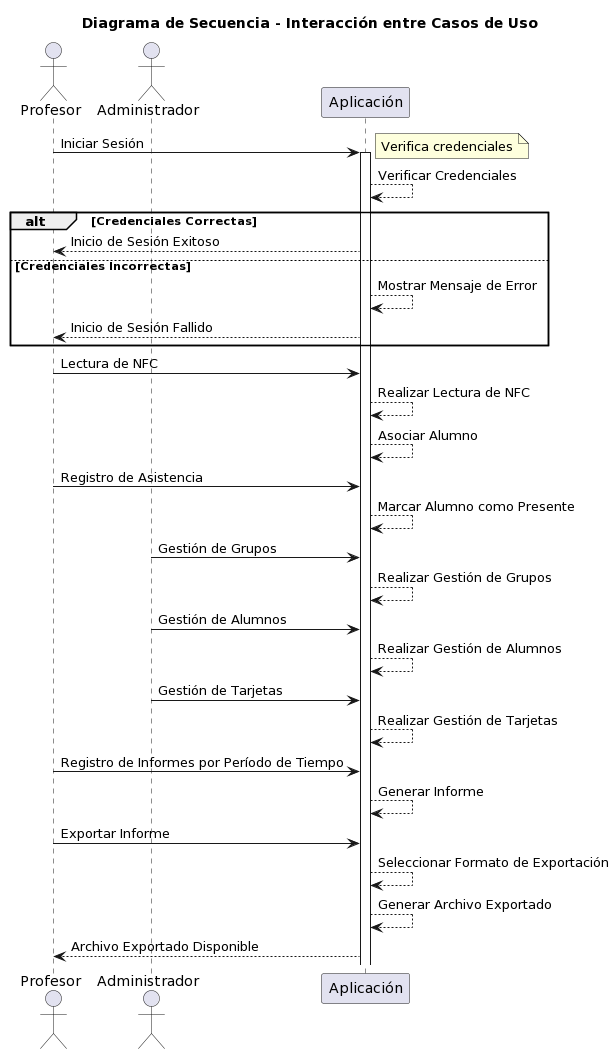 Diagrama de Secuencia - Interacción entre Casos de Uso
Profesor
Administrador
Aplicación
Iniciar Sesión
Verifica credenciales
Verificar Credenciales
alt
[Credenciales Correctas]
Inicio de Sesión Exitoso
[Credenciales Incorrectas]
Mostrar Mensaje de Error
Inicio de Sesión Fallido
Lectura de NFC
Realizar Lectura de NFC
Asociar Alumno
Registro de Asistencia
Marcar Alumno como Presente
Gestión de Grupos
Realizar Gestión de Grupos
Gestión de Alumnos
Realizar Gestión de Alumnos
Gestión de Tarjetas
Realizar Gestión de Tarjetas
Registro de Informes por Período de Tiempo
Generar Informe
Exportar Informe
Seleccionar Formato de Exportación
Generar Archivo Exportado
Archivo Exportado Disponible
Profesor
Administrador
Aplicación